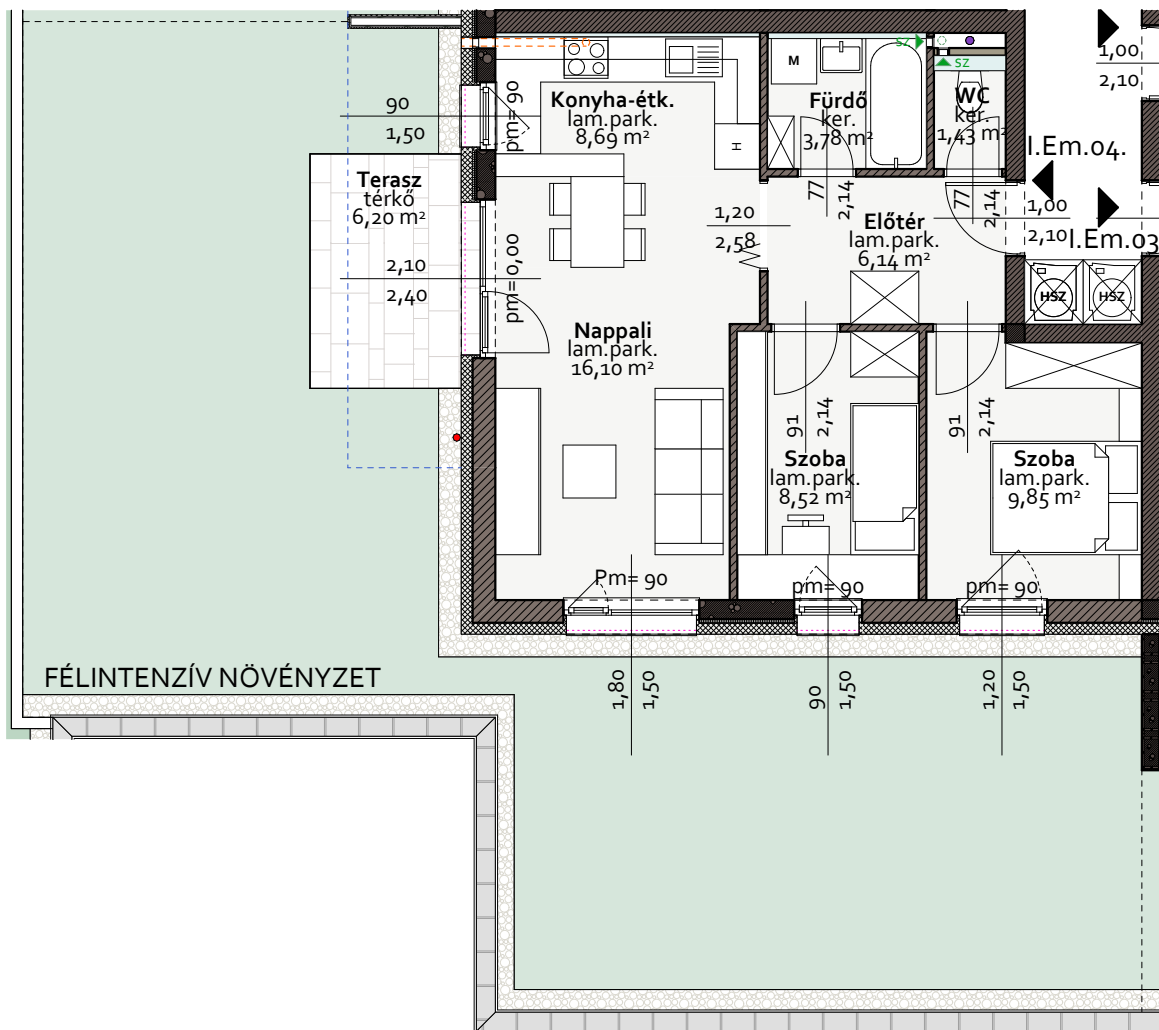 Konyha-étk.
lam.park.
8,69 m²
90
1,50
pm= 90
M
Fürdő
ker.
3,78 m²
WC
ker.
1,43 m²
SZ
SZ
H
1,00
2,10
I.Em.04.
1,00
2,10
I.Em.03
77
2,14
77
2,14
Terasz
térkő
6,20 m²
2,10
2,40
pm=0,00
1,20
2,58
Előtér
lam.park.
6,14 m²
HSZ
HSZ
Nappali
lam.park.
16,10 m²
91
2,14
91
2,14
Szoba
lam.park.
8,52 m²
Szoba
lam.park.
9,85 m²
Pm= 90
pm= 90
pm= 90
1,80
1,50
90
1,50
1,20
1,50
FÉLINTENZÍV NÖVÉNYZET